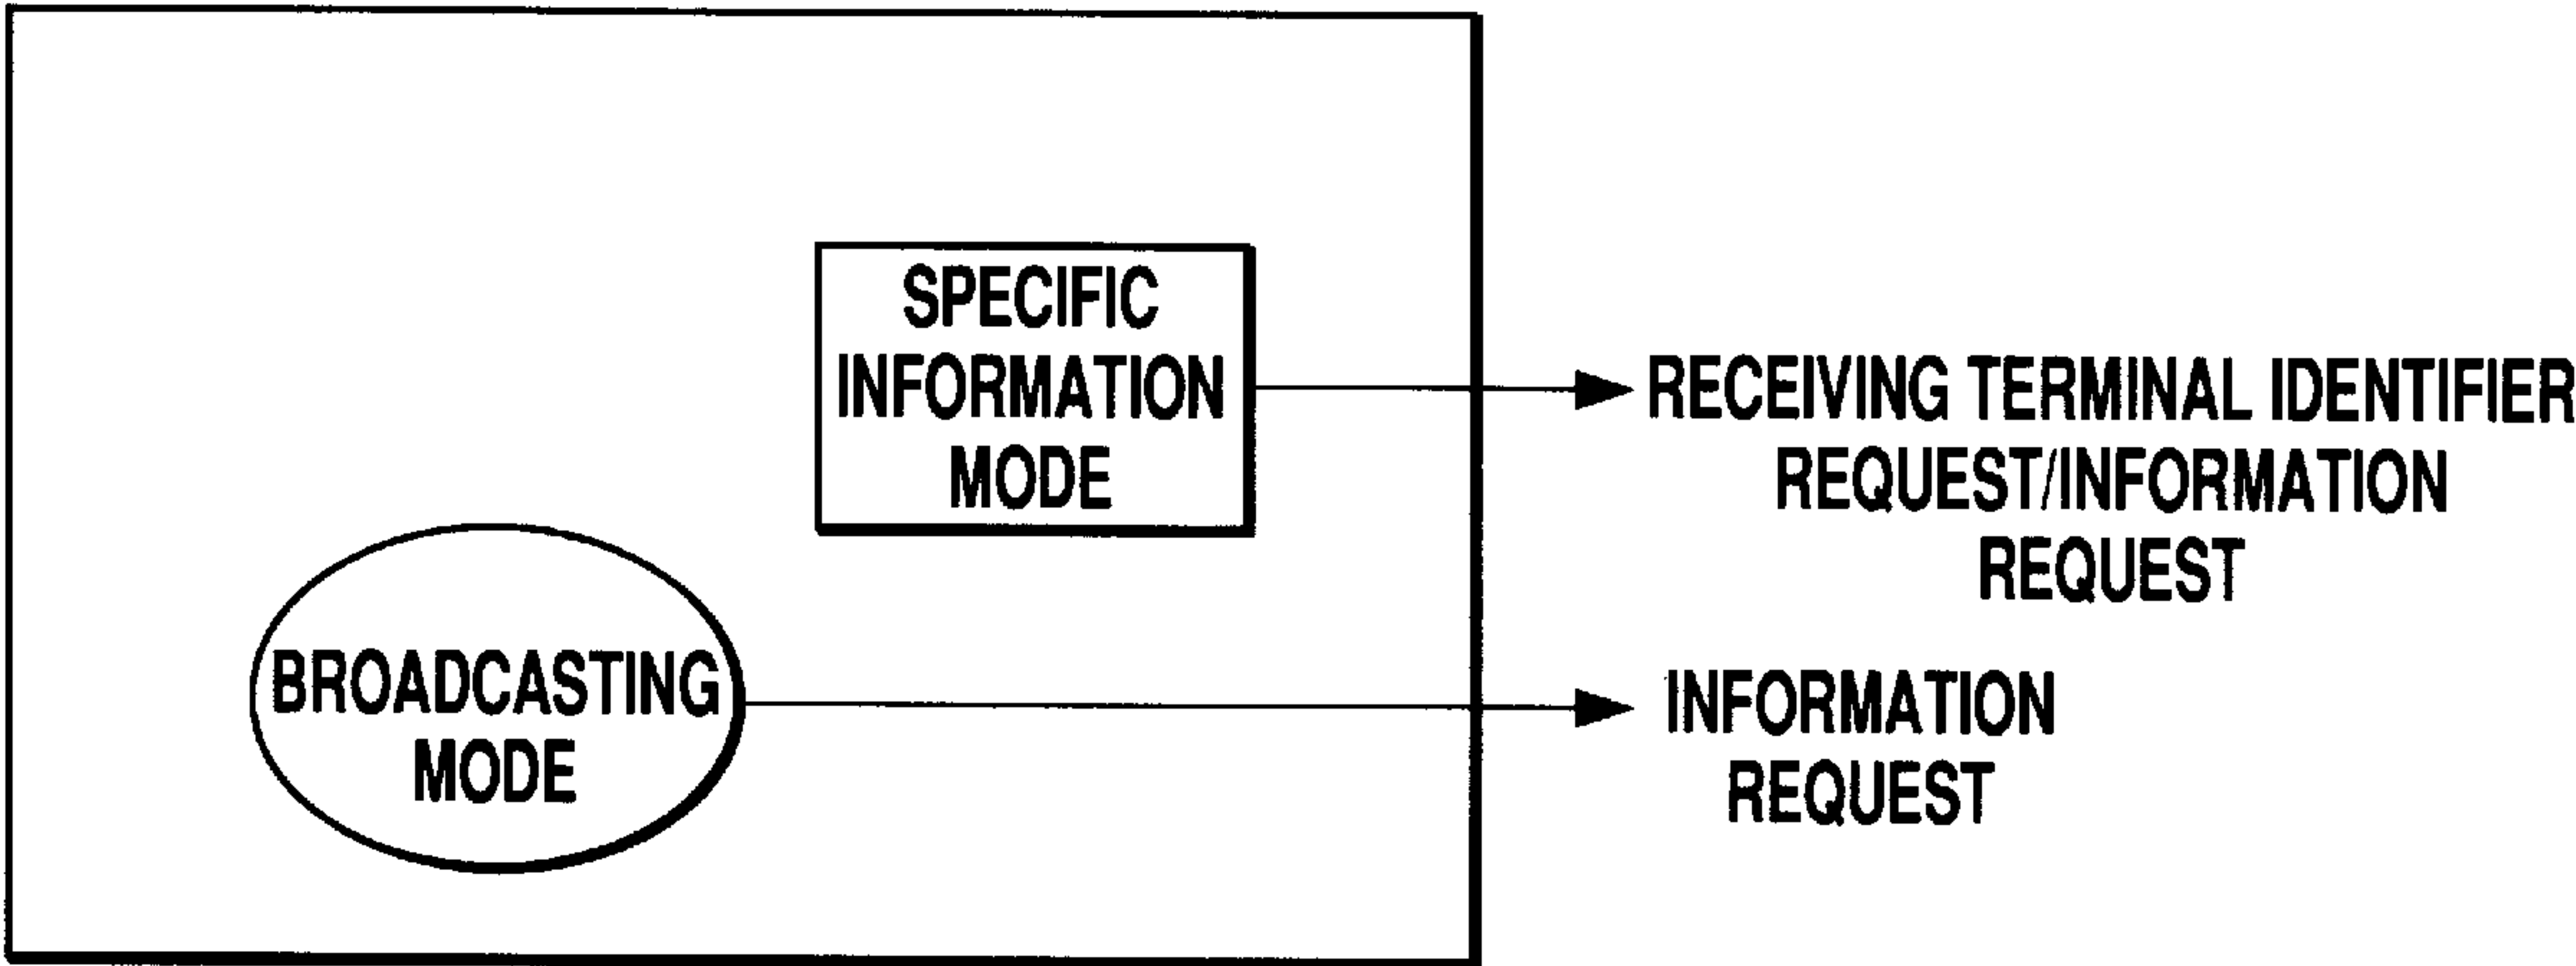 SPECIFIC
INFORMATION
MODE
RECEIVING TERMINAL IDENTIFIER
REQUEST/INFORMATION
REQUEST
BROADCASTING
MODE
INFORMATION
REQUEST